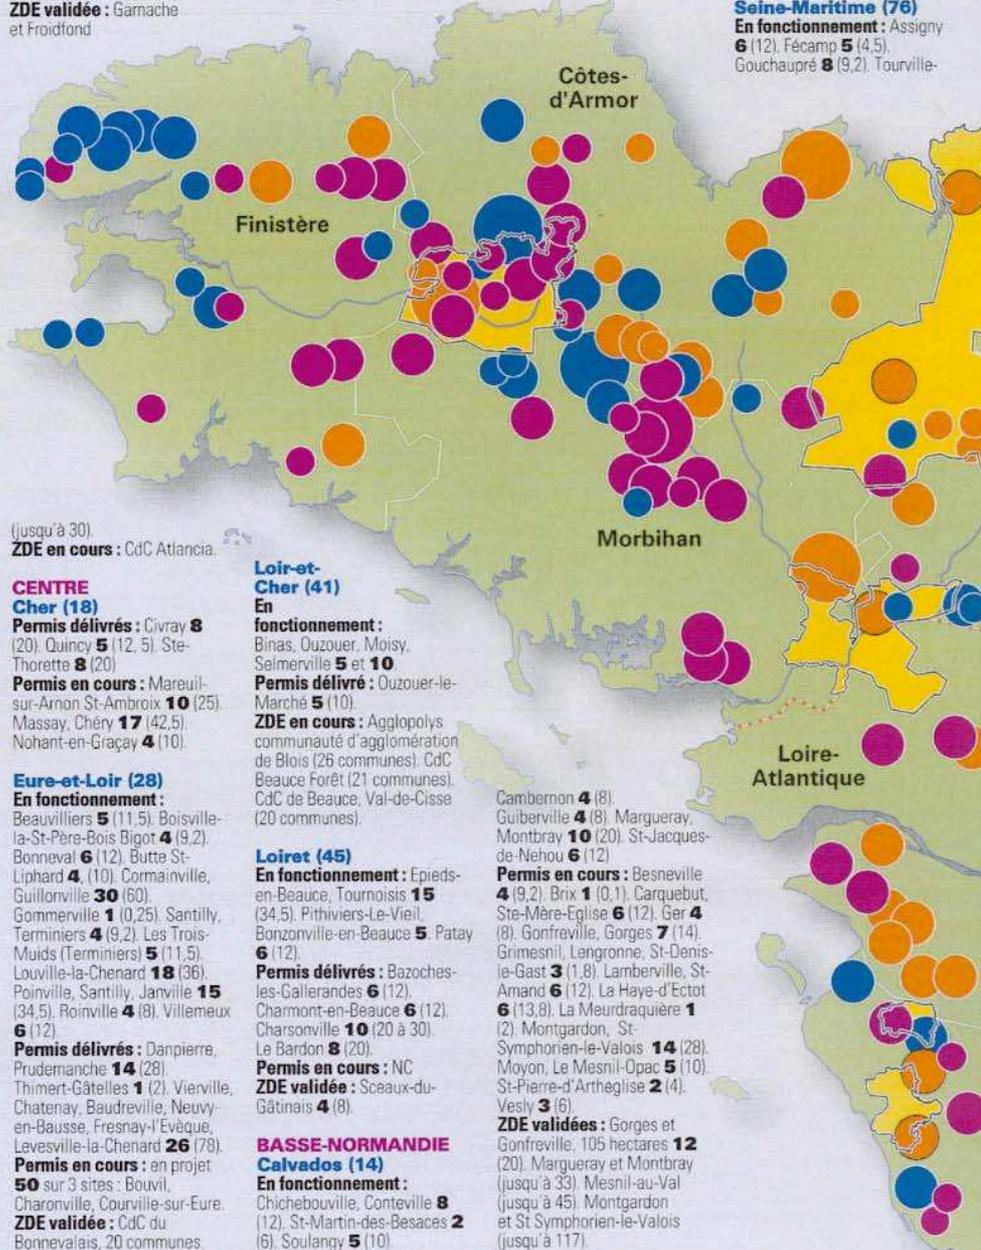 ZDE validée : Garnache
et Froidfond
Seine-Maritime (76)
En fonctionnement : Assigny
6 (12). Fécamp 5 (4,5).
Gouchaupré 8 (9,2). Tourville-
Côtes-
d'Armor
Finistère
Morbihan
Loire-
Atlantique
(jusqu'à 30).
ZDE en cours : CdC Atlancia.
CENTRE
Cher (18)
Permis délivrés : Civray 8
(20). Quincy 5 (12, 5). Ste-
Thorette 8 (20)
Permis en cours : Mareuil-
sur-Arnon St-Ambroix 10 (25).
Massay, Chéry 17 (42,5).
Nohant-en-Graçay 4 (10).
Eure-et-Loir (28)
En fonctionnement :
Beauvilliers 5 (11,5). Boisville-
la-St-Père-Bois Bigot 4 (9,2).
Bonneval 6 (12). Butte St-
Liphard 4, (10). Cormainville,
Guillonville 30 (60).
Gommerville 1 (0,25). Santilly,
Terminiers 4 (9,2). Les Trois-
Muids (Terminiers) 5 (11,5).
Louville-la-Chenard 18 (36).
Poinville, Santilly, Janville 15
(34,5). Roinville 4 (8). Villemeux
6 (12).
Permis délivrés : Danpierre,
Prudemanche 14 (28).
Thimert-Gâtelles 1 (2). Vierville,
Chatenay, Baudreville, Neuvy-
en-Bausse, Fresnay-l'Evèque,
Levesville-la-Chenard 26 (78).
Permis en cours : en projet
50 sur 3 sites : Bouvil,
Charonville, Courville-sur-Eure.
ZDE validée : CdC du
Bonnevalais, 20 communes.
Loir-et-
Cher (41)
En
fonctionnement :
Binas, Ouzouer, Moisy,
Selmerville 5 et 10
Permis délivré : Ouzouer-le-
Marché 5 (10).
ZDE en cours : Agglopolys
communauté d'agglomération
de Blois (26 communes). CdC
Beauce Forêt (21 communes).
CdC de Beauce, Val-de-Cisse
(20 communes).
Loiret (45)
En fonctionnement : Epieds-
en-Beauce, Tournoisis 15
(34,5). Pithiviers-Le-Vieil,
Bonzonville-en-Beauce 5. Patay
6 (12).
Permis délivrés : Bazoches-
les-Gallerandes 6 (12).
Charmont-en-Beauce 6 (12).
Charsonville 10 (20 à 30).
Le Bardon 8 (20).
Permis en cours : NC
ZDE validée : Sceaux-du-
Gâtinais 4 (8).
BASSE-NORMANDIE
Calvados (14)
En fonctionnement :
Chichebouville, Conteville 8
(12). St-Martin-des-Besaces 2
(6). Soulangy 5 (10).
Cambernon 4 (8).
Guiberville 4 (8). Margueray,
Montbray 10 (20). St-Jacques-
de-Nehou 6 (12)
Permis en cours : Besneville
4 (9,2). Brix 1 (0,1). Carquebut,
Ste-Mère-Eglise 6 (12). Ger 4
(8). Gonfreville, Gorges 7 (14).
Grimesnil, Lengronne, St-Denis-
le-Gast 3 (1,8). Lamberville, St-
Amand 6 (12). La Haye-d'Ectot
6 (13,8). La Meurdraquière 1
(2). Montgardon, St-
Symphorien-le-Valois 14 (28).
Moyon, Le Mesnil-Opac 5 (10).
St-Pierre-d'Artheglise 2 (4).
Vesly 3 (6).
ZDE validées : Gorges et
Gonfreville, 105 hectares 12
(20). Margueray et Montbray
(jusqu'à 33). Mesnil-au-Val
(jusqu'à 45). Montgardon
et St Symphorien-le-Valois
(jusqu'à 117).